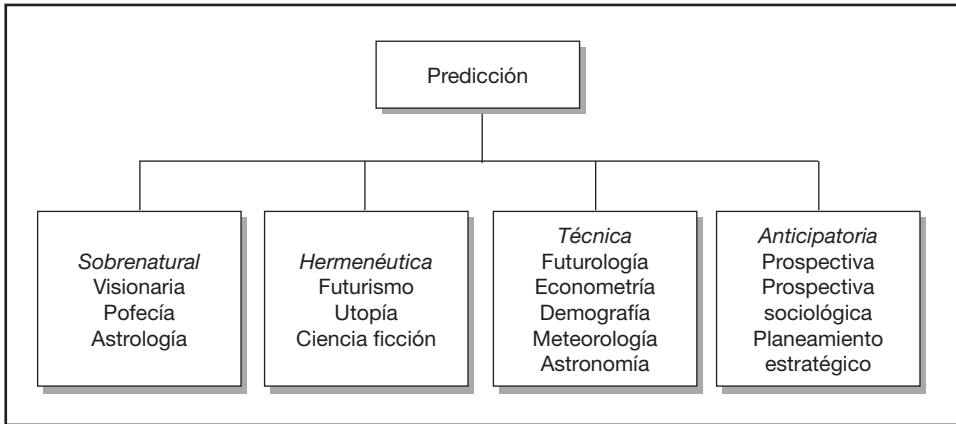 Predicción
Sobrenatural
Visionaria
Pofecía
Astrología
Hermenéutica
Futurismo
Utopía
Ciencia ficción
Técnica
Futurología
Econometría
Demografía
Meteorología
Astronomía
Anticipatoria
Prospectiva
Prospectiva
sociológica
Planeamiento
estratégico